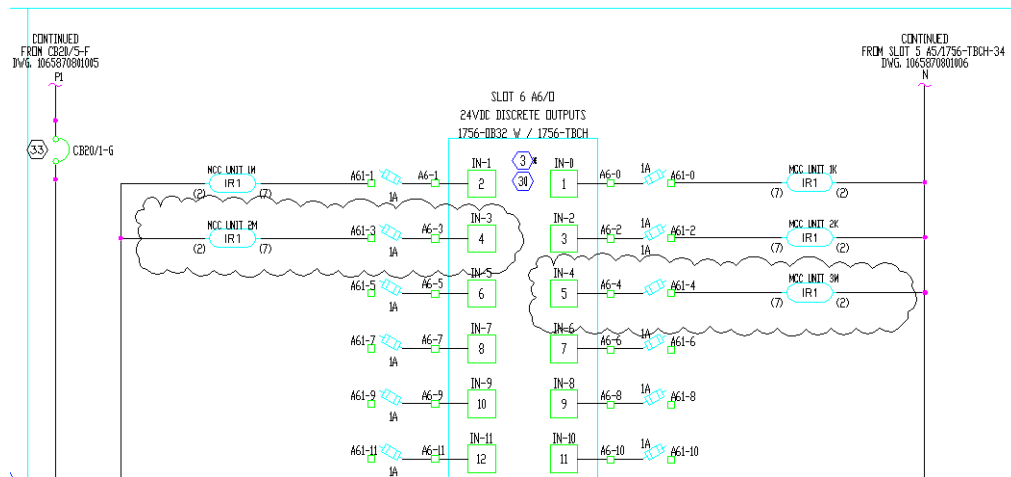 CONTINUED
FROM CB20/5-F
DWG. 1065870801005
P1
CONTINUED
FROM SLOT 5 A5/1756-TBCH-34
DWG. 1065870801006
N
SLOT 6 A6/0
24VDC DISCRETE OUTPUTS
1756-OB32 W / 1756-TBCH
33
CB20/1-G
3
30
MCC UNIT 1M
(2) IR1 (7)
A61-1
1A
A6-1
IN-1
2
IN-0
1
A6-0
1A
A61-0
MCC UNIT 1K
(7) IR1 (2)
MCC UNIT 2M
(2) IR1 (7)
A61-3
1A
A6-3
IN-3
4
IN-2
3
A6-2
1A
A61-2
1A
MCC UNIT 2K
(7) IR1 (2)
A61-5
1A
A6-5
IN-5
6
IN-4
5
A6-4
A61-4
MCC UNIT 3M
(7) IR1 (2)
A61-7
1A
A6-7
IN-7
8
IN-6
7
A6-6
1A
A61-6
A61-9
1A
A6-9
IN-9
10
IN-8
9
A6-8
1A
A61-8
A61-11
1A
A6-11
IN-11
12
IN-10
11
A6-10
1A
A61-10